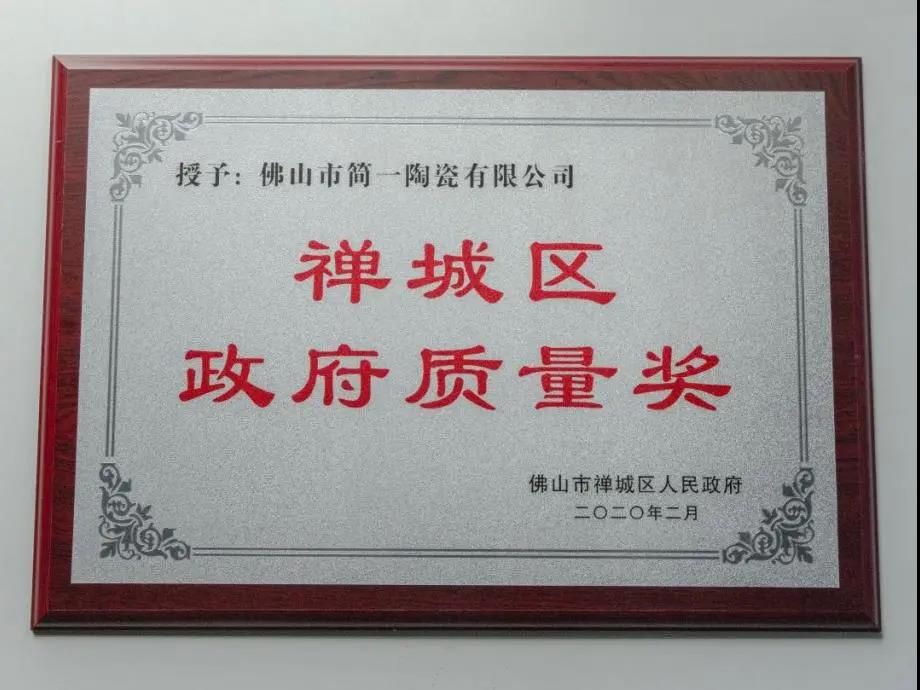 授予：佛山市简一陶瓷有限公司
禅城区
政府质量奖
佛山市禅城区人民政府
二〇二〇年二月